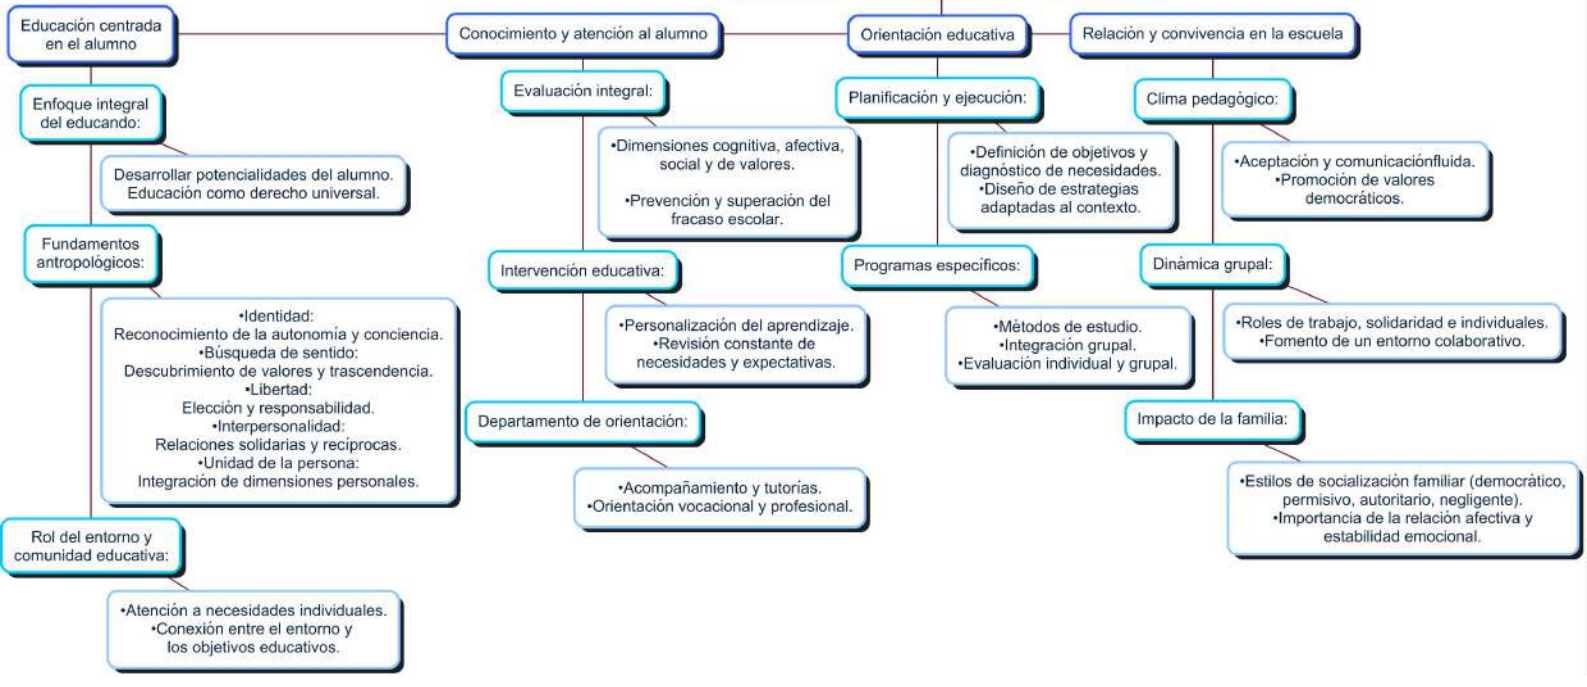 Educación centrada
en el alumno
Enfoque integral
del educando:
Desarrollar potencialidades del alumno.
Educación como derecho universal.
Fundamentos
antropológicos:
•Identidad:
Reconocimiento de la autonomía y conciencia.
•Búsqueda de sentido:
Descubrimiento de valores y trascendencia.
•Libertad:
Elección y responsabilidad.
•Interpersonalidad:
Relaciones solidarias y recíprocas.
•Unidad de la persona:
Integración de dimensiones personales.
Rol del entorno y
comunidad educativa:
•Atención a necesidades individuales.
•Conexión entre el entorno y
los objetivos educativos.
Conocimiento y atención al alumno
Evaluación integral:
•Dimensiones cognitiva, afectiva,
social y de valores.
•Prevención y superación del
fracaso escolar.
Intervención educativa:
•Personalización del aprendizaje.
•Revisión constante de
necesidades y expectativas.
Departamento de orientación:
•Acompañamiento y tutorías.
•Orientación vocacional y profesional.
Orientación educativa
Planificación y ejecución:
•Definición de objetivos y
diagnóstico de necesidades.
•Diseño de estrategias
adaptadas al contexto.
Programas específicos:
•Métodos de estudio.
•Integración grupal.
•Evaluación individual y grupal.
Relación y convivencia en la escuela
Clima pedagógico:
•Aceptación y comunicaciónfluida.
•Promoción de valores
democráticos.
Dinámica grupal:
•Roles de trabajo, solidaridad e individuales.
•Fomento de un entorno colaborativo.
Impacto de la familia:
•Estilos de socialización familiar (democrático,
permisivo, autoritario, negligente).
•Importancia de la relación afectiva y
estabilidad emocional.